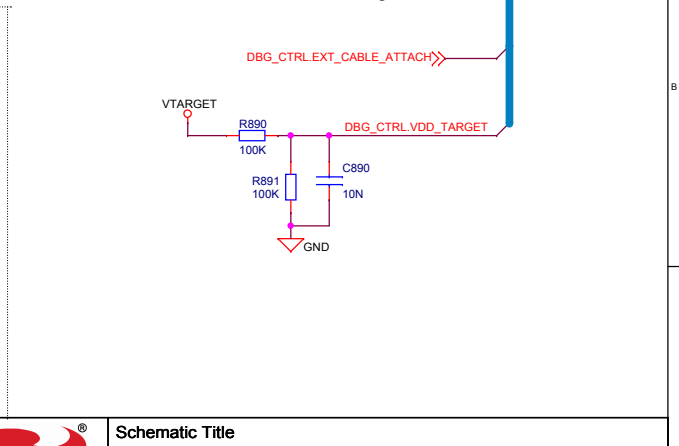 DBG_CTRL.EXT_CABLE_ATTACH
B
VTARGET
R890
DBG_CTRL.VDD_TARGET
100K
C890
R891
100K
10N
GND
®
Schematic Title